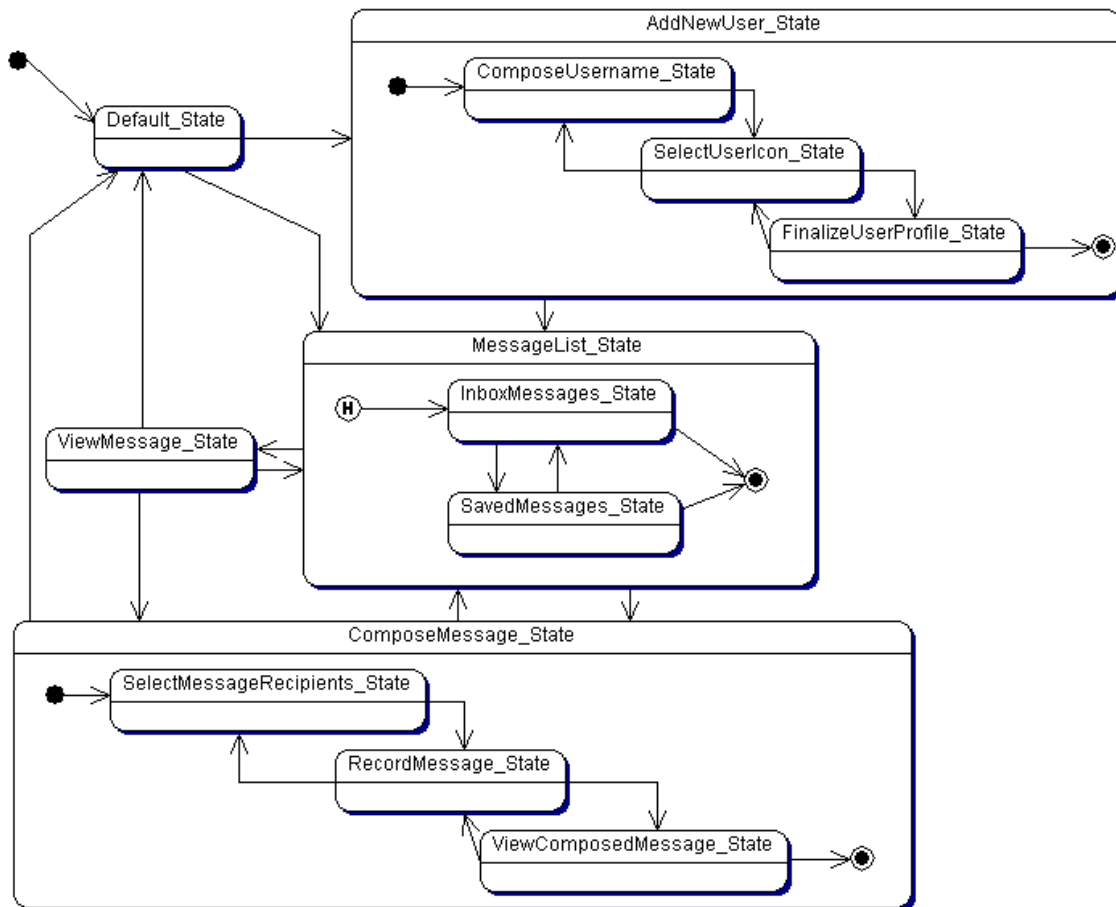 AddNewUser_State
ComposeUsername_State
Default_State
SelectUserIcon_State
FinalizeUserProfile_State
MessageList_State
InboxMessages_State
H
ViewMessage_State
SavedMessages_State
ComposeMessage_State
SelectMessageRecipients_State
RecordMessage_State
ViewComposedMessage_State